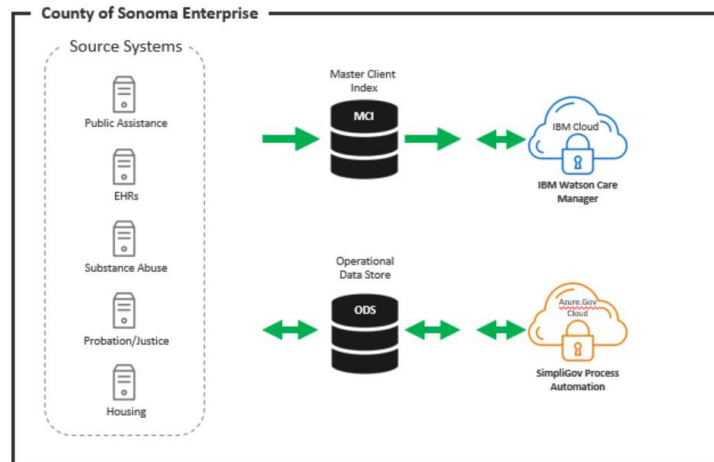 County of Sonoma Enterprise
Source Systems
Public Assistance
EHRs
Substance Abuse
Probation/Justice
Housing
Master Client
Index
MCI
IBM Cloud
IBM Watson Care
Manager
Operational
Data Store
ODS
Azure.Gov
Cloud
SimpliGov Process
Automation